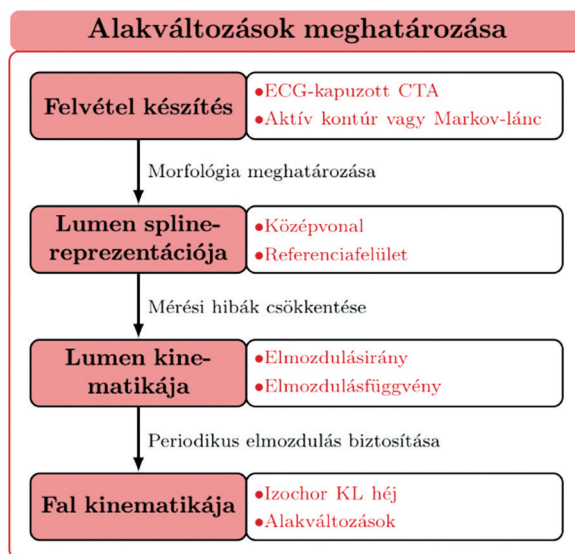 Alakváltozások meghatározása
Felvétel készítés
•ECG-kapuzott CTA
•Aktív kontúr vagy Markov-lánc
Morfológia meghatározása
Lumen spline-
reprezentációja
•Középvonal
•Referenciafelület
Mérési hibák csökkentése
Lumen kine-
matikája
•Elmozdulásirány
•Elmozdulásfüggvény
Periodikus elmozdulás biztosítása
Fal kinematikája
•Izochor KL héj
•Alakváltozások